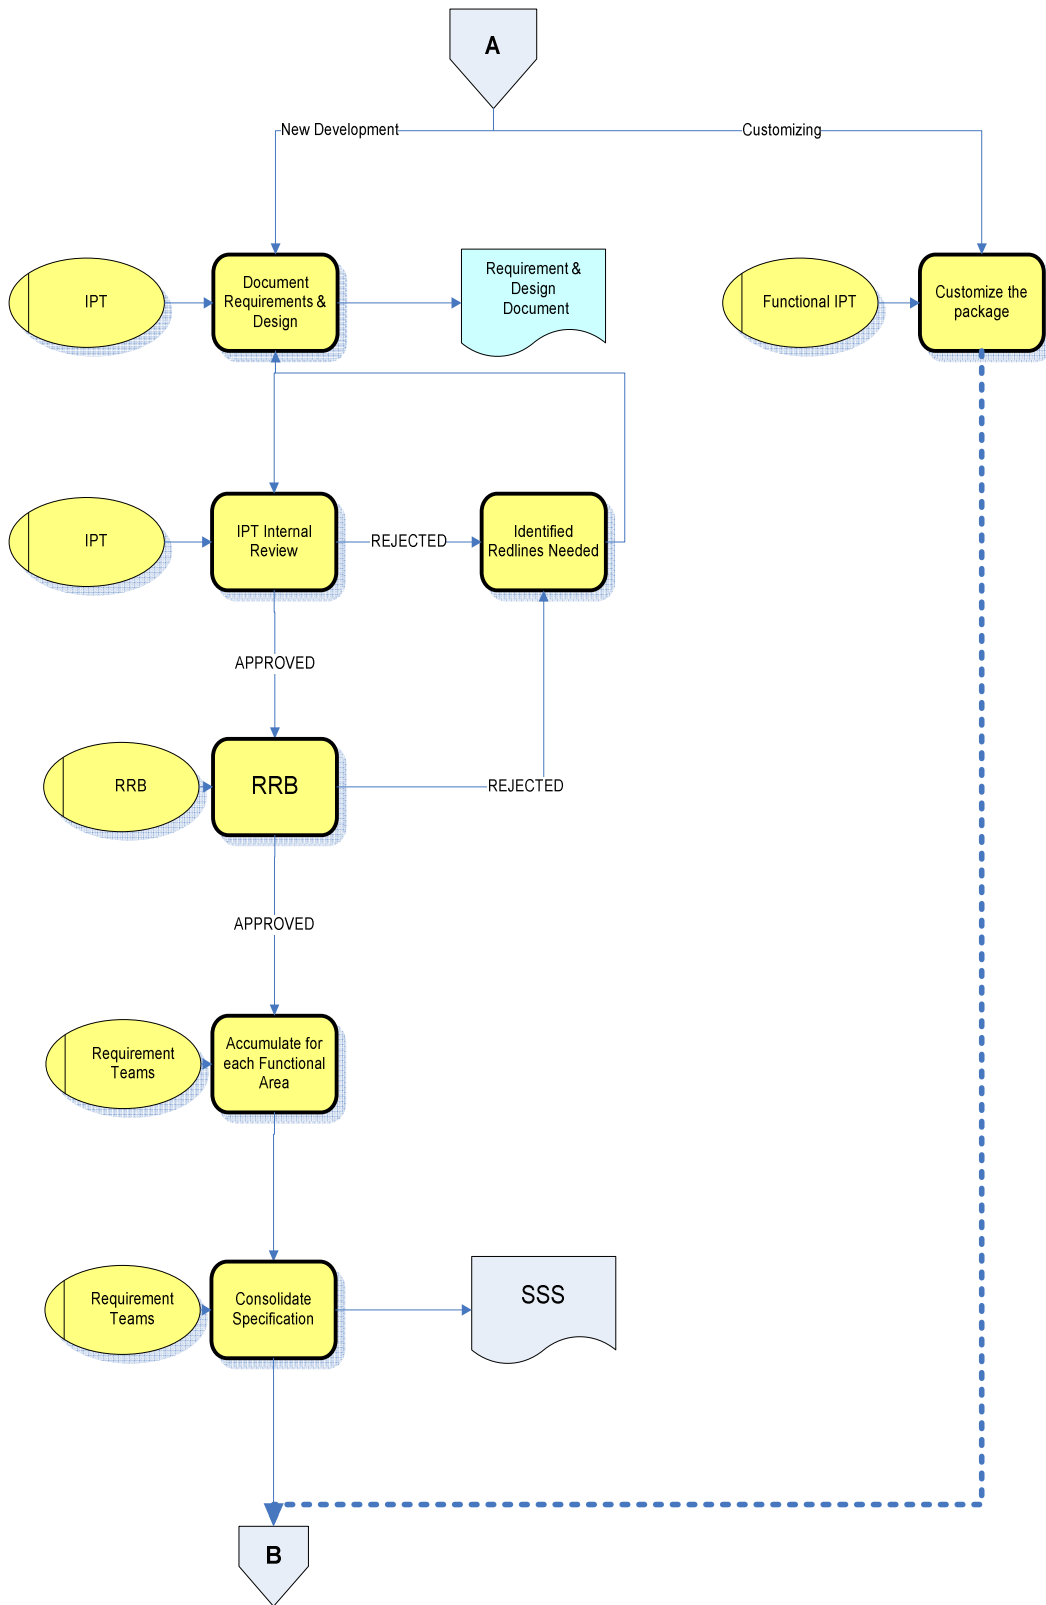 A
New Development
Customizing
IPT
Document
Requirements &
Design
Requirement &
Design
Document
Functional IPT
Customize the
package
IPT
IPT Internal
Review
REJECTED
Identified
Redlines Needed
APPROVED
RRB
RRB
REJECTED
APPROVED
Requirement
Teams
Accumulate for
each Functional
Area
Requirement
Teams
Consolidate
Specification
SSS
B